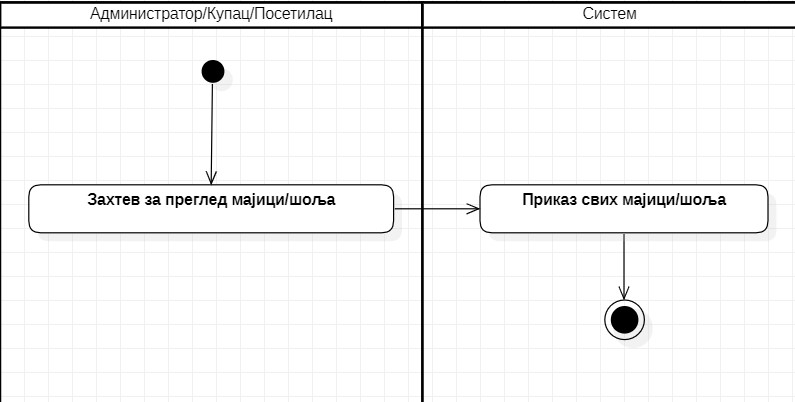 Администратор/Купац/Посетилац
Систем
Захтев за преглед мајици/шоља
Приказ свих мајици/шоља